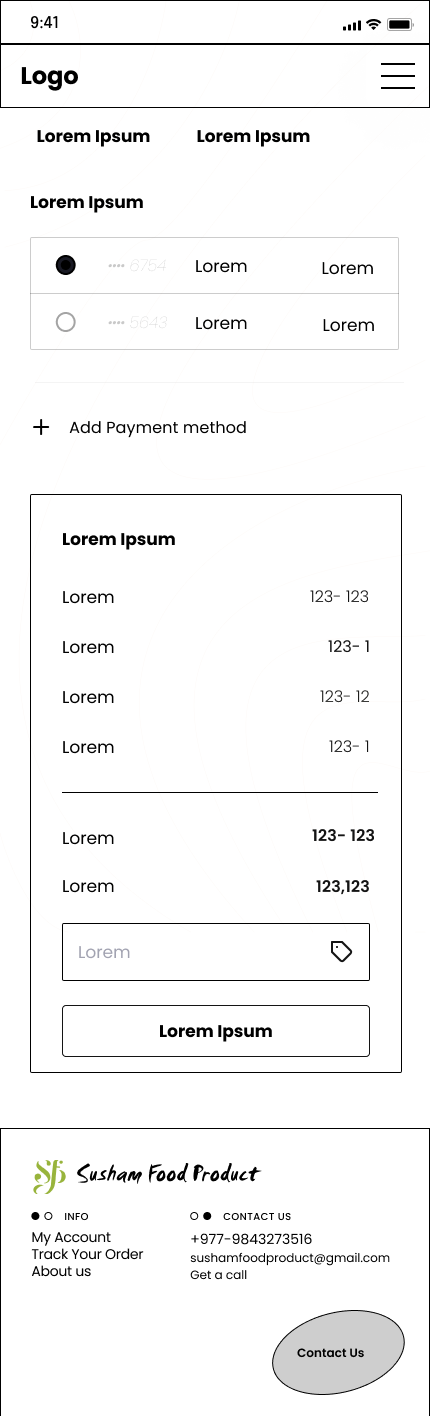 9:41
Logo
Lorem Ipsum Lorem Ipsum
Lorem Ipsum
•••• 6754 Lorem Lorem
•••• 5643 Lorem Lorem
+ Add Payment method
Lorem Ipsum
Lorem 123- 123
Lorem 123- 1
Lorem 123- 12
Lorem 123- 1
Lorem 123- 123
Lorem 123,123
Lorem
Lorem Ipsum
Sfp Susham Food Product
INFO
My Account
Track Your Order
About us
CONTACT US
+977-9843273516
sushamfoodproduct@gmail.com
Get a call
Contact Us